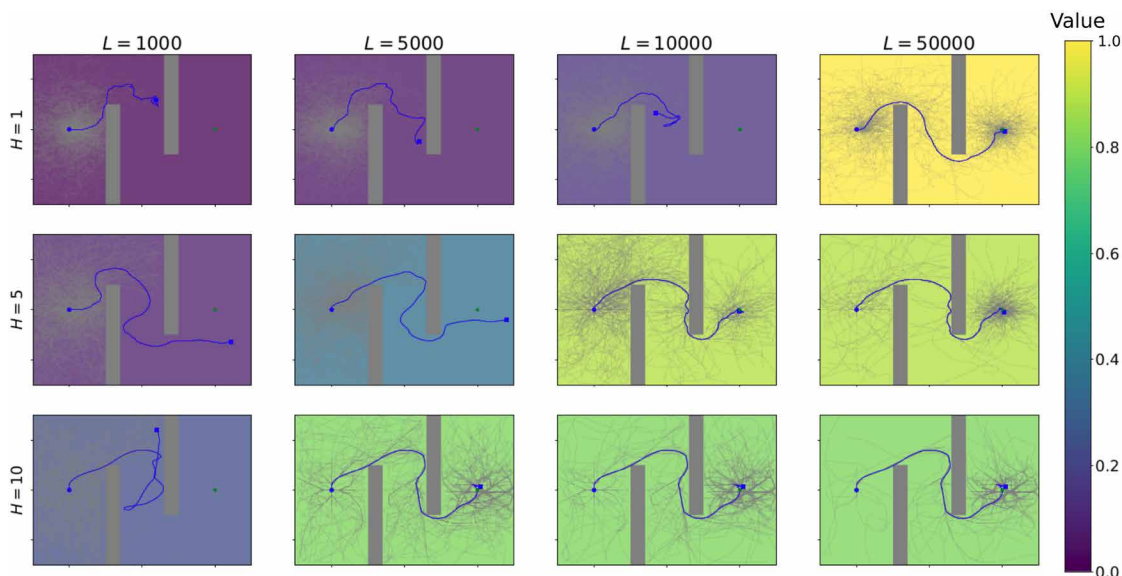 Value
L = 1000
L = 5000
L = 10000
L = 50000
H = 1
H = 5
H = 10
1.0
0.8
0.6
0.4
0.2
0.0